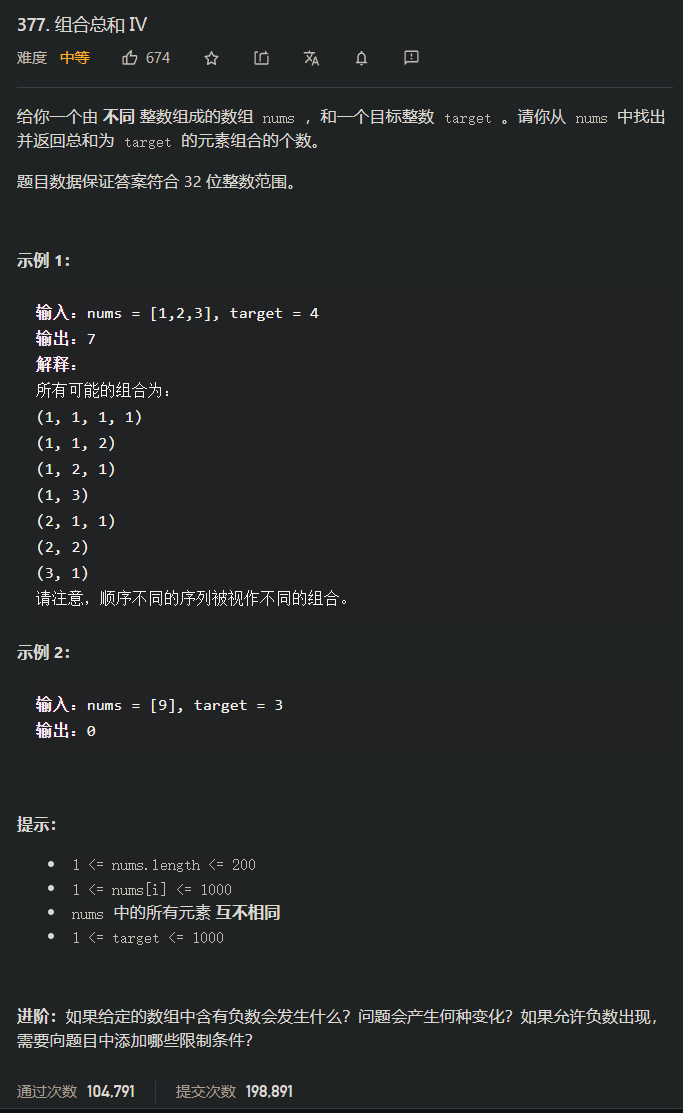 377. 组合总和 Ⅳ
难度 中等 674
给你一个由 不同 整数组成的数组 nums ，和一个目标整数 target 。请你从 nums 中找出
并返回总和为 target 的元素组合的个数。
题目数据保证答案符合 32 位整数范围。
示例 1：
输入：nums = [1,2,3], target = 4
输出：7
解释：
所有可能的组合为：
(1, 1, 1, 1)
(1, 1, 2)
(1, 2, 1)
(1, 3)
(2, 1, 1)
(2, 2)
(3, 1)
请注意，顺序不同的序列被视作不同的组合。
示例 2：
输入：nums = [9], target = 3
输出：0
提示：
1 <= nums.length <= 200
1 <= nums[i] <= 1000
nums 中的所有元素 互不相同
1 <= target <= 1000
进阶：如果给定的数组中含有负数会发生什么？问题会产生何种变化？如果允许负数出现，
需要向题目中添加哪些限制条件？
通过次数 104,791 提交次数 198,891